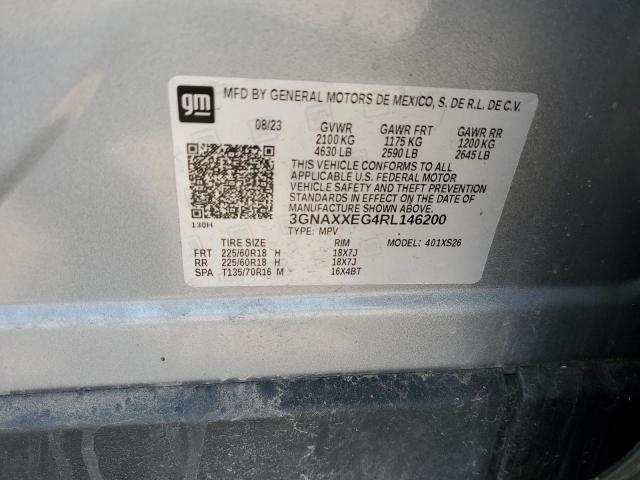 gm
MFD BY GENERAL MOTORS DE MEXICO, S. DE R.L. DE C.V.
08/23 GVWR GAWR FRT GAWR RR
2100 KG 1175 KG 1200 KG
4630 LB 2590 LB 2645 LB
THIS VEHICLE CONFORMS TO ALL
APPLICABLE U.S. FEDERAL MOTOR
VEHICLE SAFETY AND THEFT PREVENTION
STANDARDS IN EFFECT ON THE DATE OF
MANUFACTURE SHOWN ABOVE.
130H 3GNAXXEG4RL146200
TYPE: MPV
TIRE SIZE RIM MODEL: 401XS26
FRT 225/60R18 H 18X7J
RR 225/60R18 H 18X7J
SPA T135/70R16 M 16X4BT